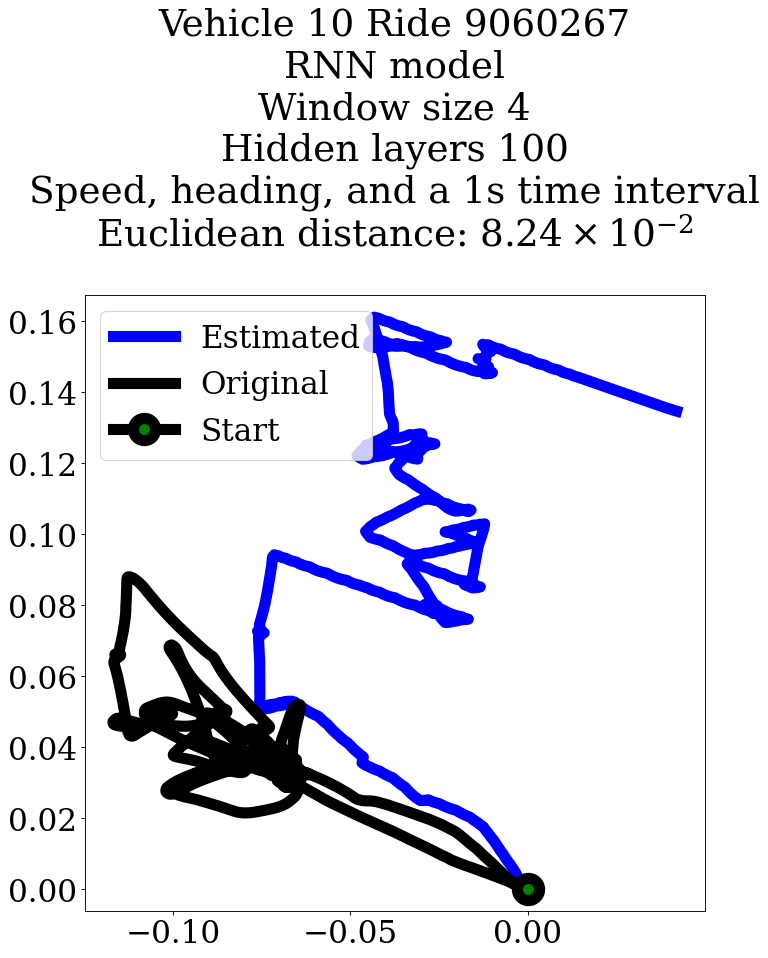 Vehicle 10 Ride 9060267
RNN model
Window size 4
Hidden layers 100
Speed, heading, and a 1s time interval
Euclidean distance: 8.24 × 10⁻²
Estimated
Original
Start
0.16
0.14
0.12
0.10
0.08
0.06
0.04
0.02
0.00
−0.10 −0.05 0.00